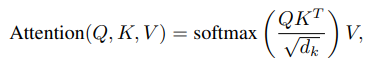 Attention(Q, K, V) = softmax(QK^T / √d_k) V,